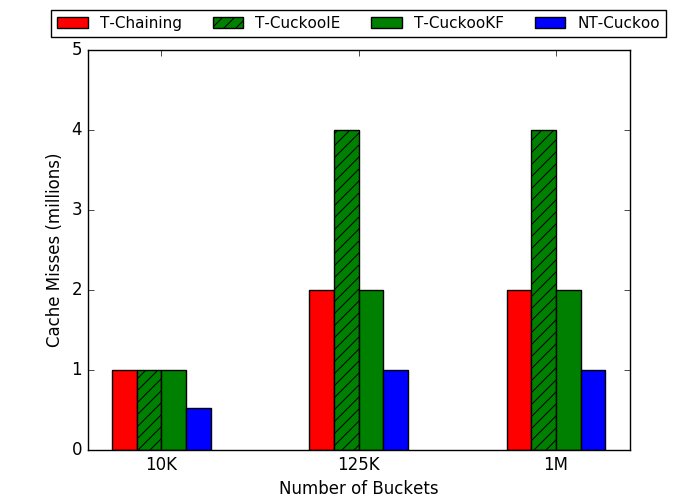 T-Chaining T-CuckooIE T-CuckooKF NT-Cuckoo
5
4
3
2
1
0
Cache Misses (millions)
10K 125K 1M
Number of Buckets